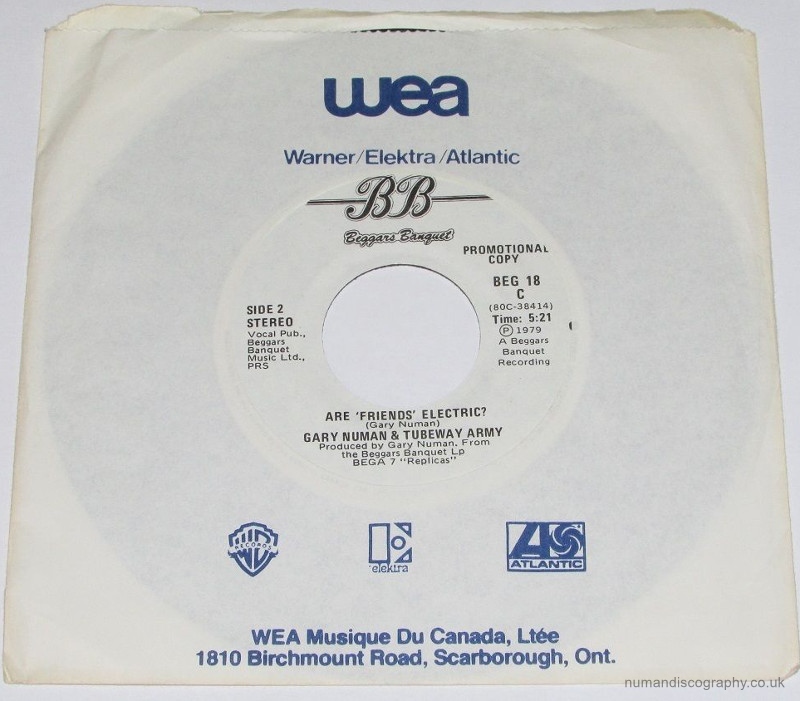 wea
Warner/Elektra/Atlantic
BB
Beggars Banquet
PROMOTIONAL
COPY
BEG 18
C
(80C-38414)
Time: 5:21
Ⓟ 1979
A Beggars
Banquet
Recording
SIDE 2
STEREO
Vocal Pub.,
Beggars
Banquet
Music Ltd.,
PRS
ARE 'FRIENDS' ELECTRIC?
(Gary Numan)
GARY NUMAN & TUBEWAY ARMY
Produced by Gary Numan. From
the Beggars Banquet Lp
BEGA 7 "Replicas"
WB
RECORDS
elektra
ATLANTIC
WEA Musique Du Canada, Ltée
1810 Birchmount Road, Scarborough, Ont.
numandiscography.co.uk